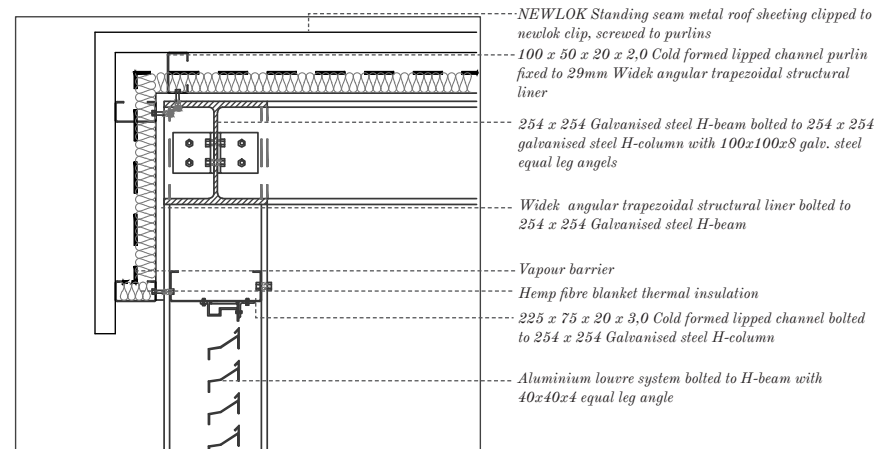 NEWLOK Standing seam metal roof sheeting clipped to
newlok clip, screwed to purlins
100 x 50 x 20 x 2,0 Cold formed lipped channel purlin
fixed to 29mm Widek angular trapezoidal structural
liner
254 x 254 Galvanised steel H-beam bolted to 254 x 254
galvanised steel H-column with 100x100x8 galv. steel
equal leg angels
Widek angular trapezoidal structural liner bolted to
254 x 254 Galvanised steel H-beam
Vapour barrier
Hemp fibre blanket thermal insulation
225 x 75 x 20 x 3,0 Cold formed lipped channel bolted
to 254 x 254 Galvanised steel H-column
Aluminium louvre system bolted to H-beam with
40x40x4 equal leg angle